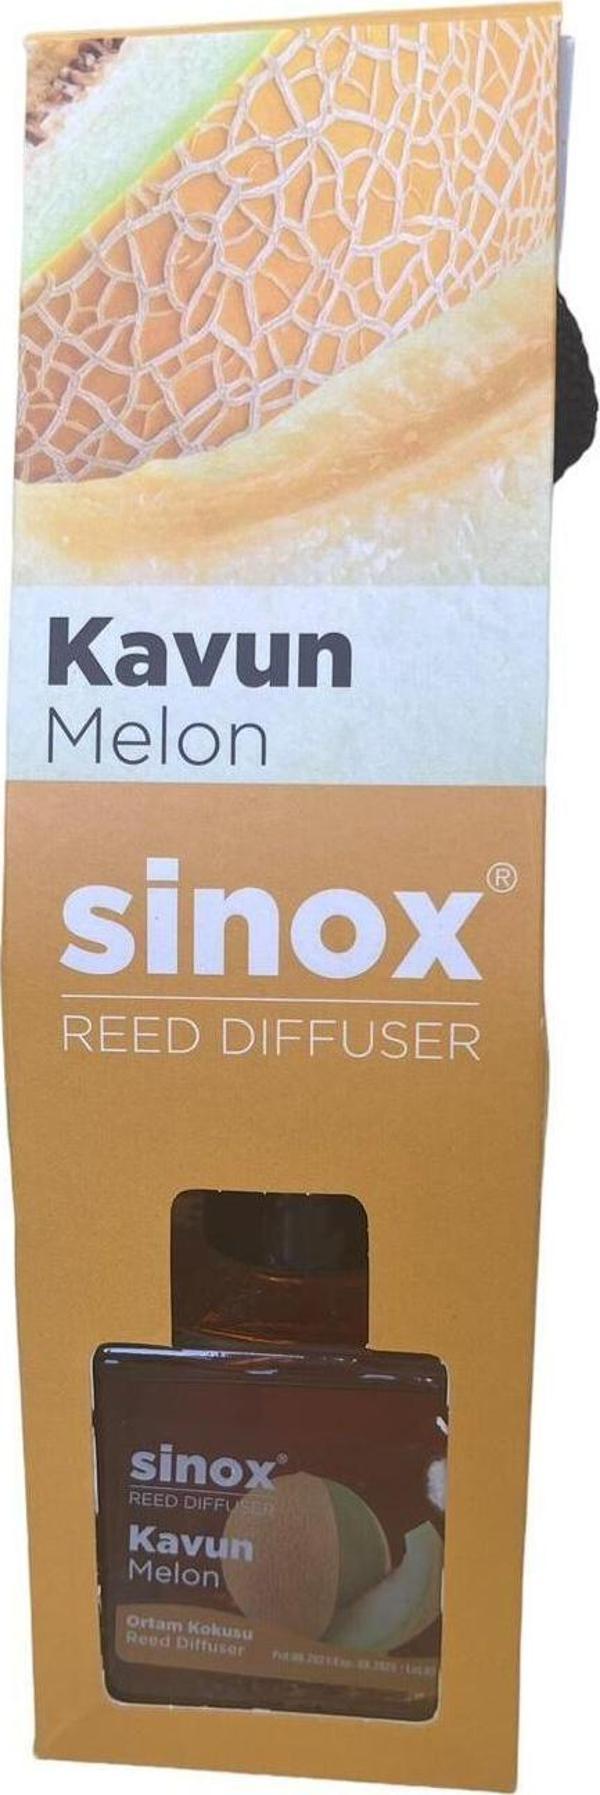 Kavun
Melon
sinox®
REED DIFFUSER
sinox®
REED DIFFUSER
Kavun
Melon
Ortam Kokusu
Reed Diffuser